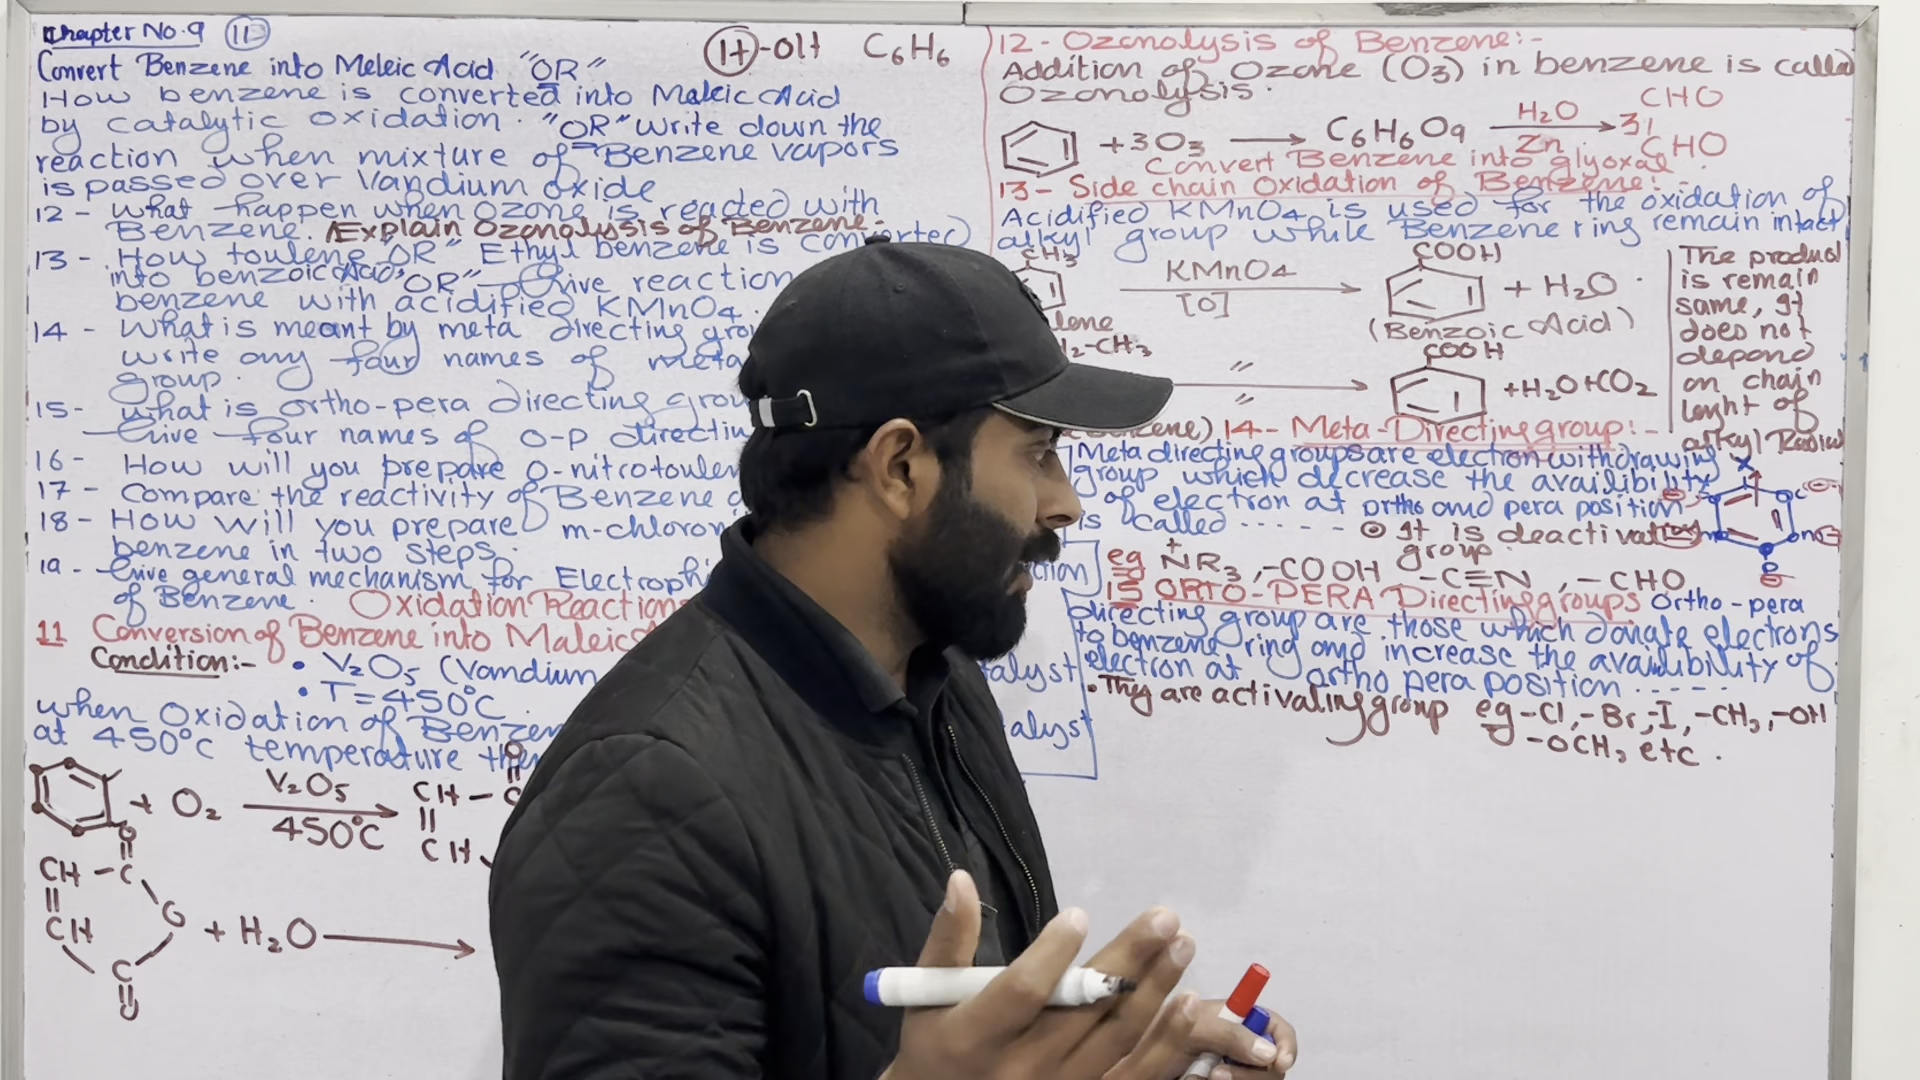 Chapter No.9 (11)
Convert Benzene into Meleic Acid "OR"
How benzene is converted into Maleic Acid
by catalytic oxidation. "OR" write down the
reaction when mixture of Benzene vapors
is passed over Vandium oxide
12 - What happen when Ozone is reacted with
Benzene. Explain Ozonolysis of Benzene.
13 - How toulene "OR" Ethyl benzene is converted
into benzoic Acid, "OR" Give reaction
benzene with acidified KMnO4.
14 - What is meant by meta directing
write any four names of meta
group.
15- what is ortho-pera directing
Give four names of o-p
16 - How will you prepare o-
17 - Compare the reactivity of Benzene
18 - How will you prepare
benzene in two steps.
19 - Give general mechanism for
of Benzene. Oxidation Reactions
11 Conversion of Benzene into Maleic
Condition:- • V2O5 (Vamdium
• T=450°C.
when Oxidation of
at 450°C temperature
+ O2 V2O5 450°C CH - C
||
CH
O
||
CH - C
||
CH
O + H2O
C
||
O
(H)-OH C6H6
12- Ozonolysis of Benzene:-
Addition of Ozone (O3) in benzene is called
Ozonolysis.
+3O3 C6H6O9 H2O Zn 3 CHO
CHO
Convert Benzene into glyoxal
13- Side chain Oxidation of Benzene:-
Acidified KMnO4 is used for the oxidation of
alkyl group while Benzene ring remain intact
CH3 KMnO4 [O] COOH + H2O.
(Benzoic Acid)
-CH3
" " COOH +H2O+CO2
The product
is remain
same, It
does not
depand
on chain
lenght of
alkyl Radical
14- Meta-Directing group:-
Meta directing groups are electron withdrawing
group which decrease the availibility
of electron at ortho and pera position
is called ------ ⊙ It is deactivating
group.
eg +NR3, -COOH -C≡N, -CHO
15 ORTO-PERA Directing groups Ortho-pera
directing group are those which donate electrons
to benzene ring and increase the availibility of
electron at ortho pera position ------
• They are activating group eg -Cl, -Br, -I, -CH3, -OH
-OCH3 etc.